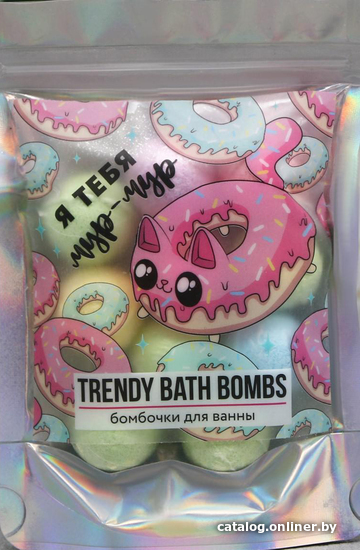 Я ТЕБЯ
мур-мур
TRENDY BATH BOMBS
бомбочки для ванны
catalog.onliner.by